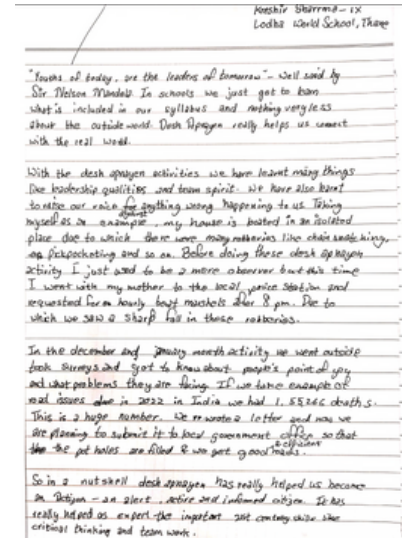 Sharma - IX
Lodha World School, Thane
"Youths of today, are the leaders of tomorrow" - Well said by
Sir Nelson Mandela. In schools we just got to learn
what is included in our syllabus and nothing very less
about the outside world. Desh Apnayen really helps us connect
with the real world.
With the desh apnayen activities we have learnt many things
like leadership qualities and team spirit. We have also learnt
to raise our voice against anything wrong happening to us. Taking
myself as an example, my house is located in an isolated
place due to which there were many robberies like chain snatching,
pickpocketing and so on. Before doing these desh apnayen
activity I just used to be a mere observer but this time
I went with my mother to the local police station and
requested for an hourly beat marshals after 8 pm. Due to
which we saw a sharp fall in these robberies.
In the december and january month activity we went outside
took surveys and got to know about people's point of
and what problems they are facing. If we take example of
road issues in 2022 in India we had 1,55,266 deaths.
This is a huge number. We wrote a letter and now we
are planning to submit it to local government so that
the pot holes are filled & we get good & efficient roads.
So in a nutshell desh apnayen has really helped us become
an - an alert, active and informed citizen. It has
really helped us the important 21st century skills like
critical thinking and team work.